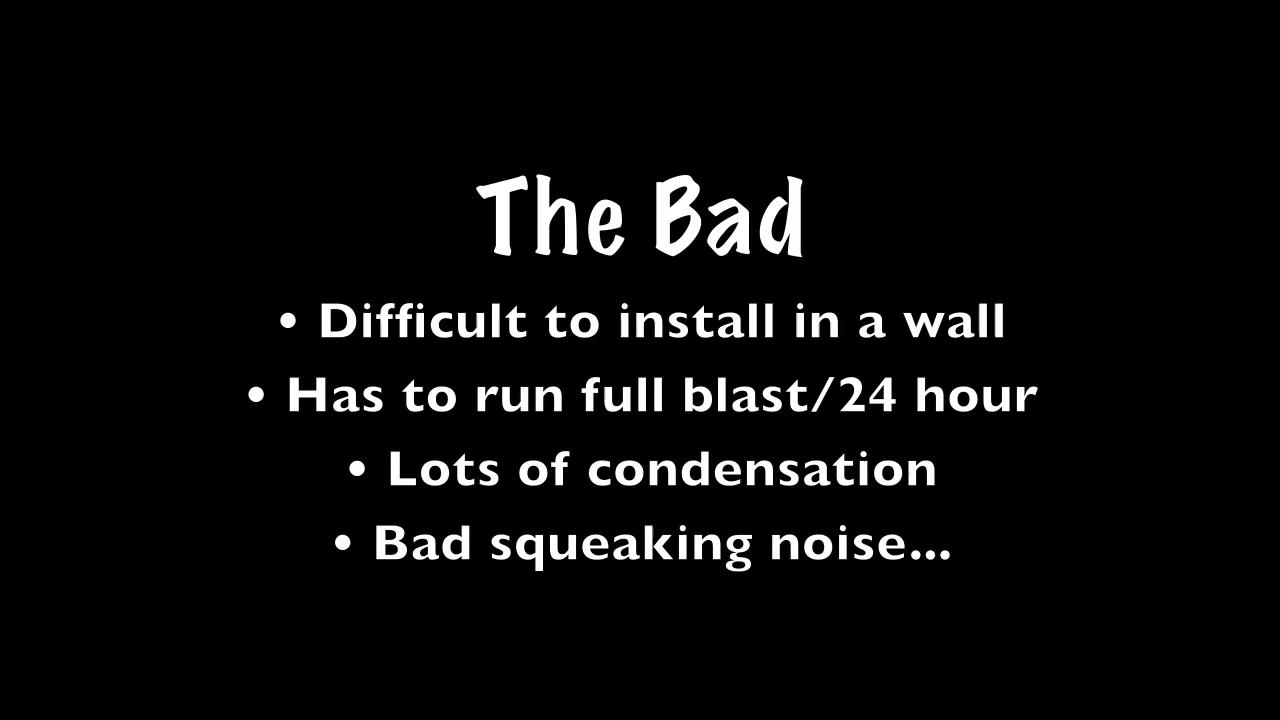 The Bad
• Difficult to install in a wall
• Has to run full blast/24 hour
• Lots of condensation
• Bad squeaking noise...